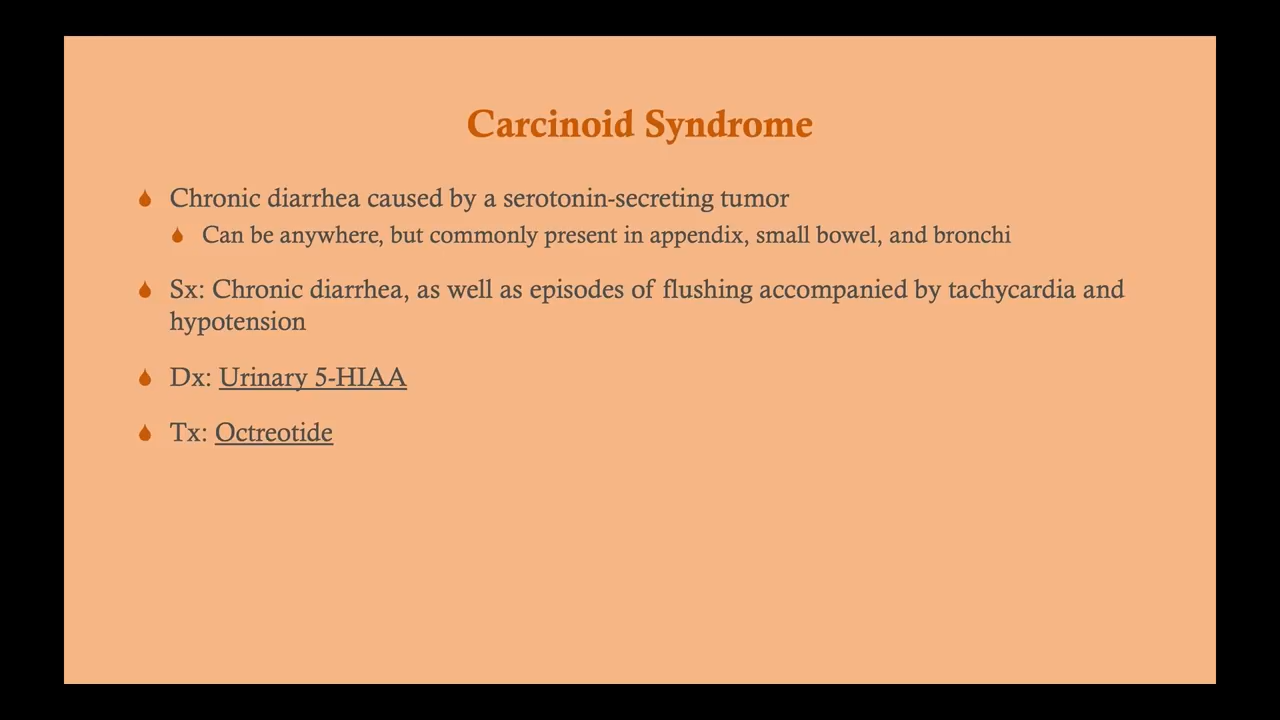 Carcinoid Syndrome
Chronic diarrhea caused by a serotonin-secreting tumor
Can be anywhere, but commonly present in appendix, small bowel, and bronchi
Sx: Chronic diarrhea, as well as episodes of flushing accompanied by tachycardia and
hypotension
Dx: Urinary 5-HIAA
Tx: Octreotide